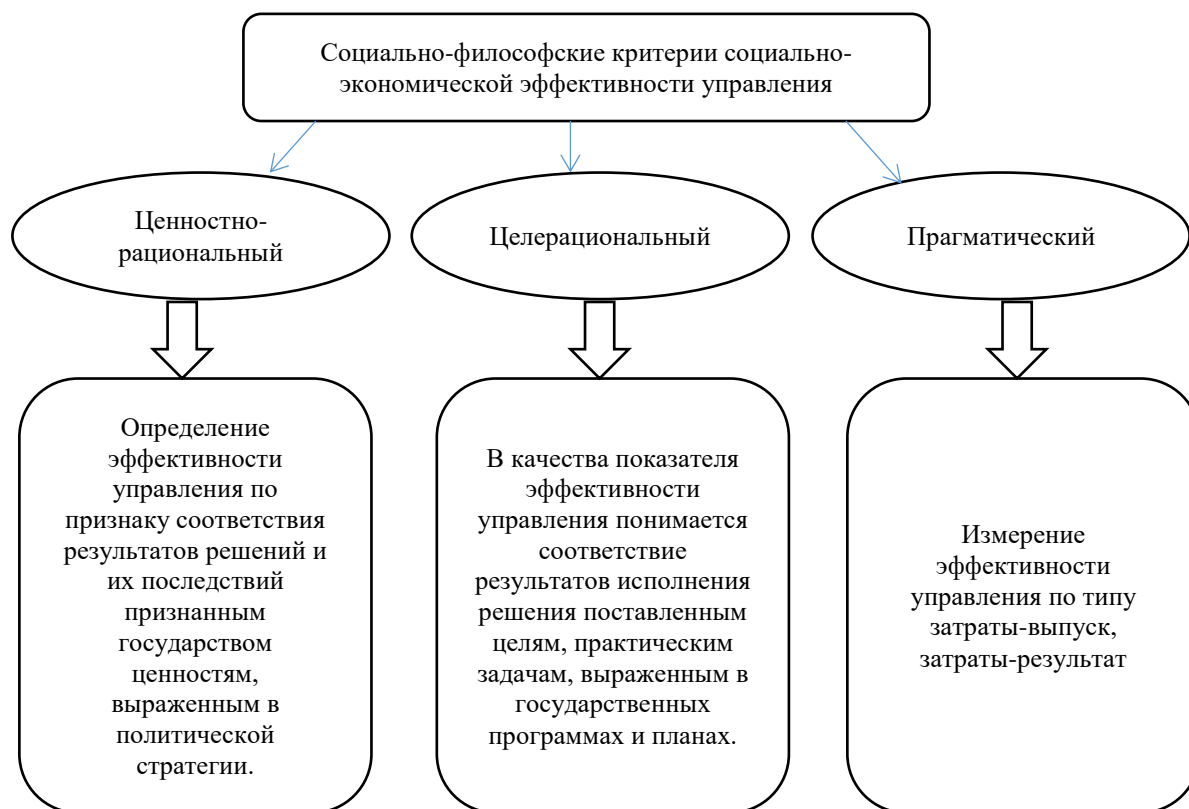 Социально-философские критерии социально-
экономической эффективности управления
Ценностно-
рациональный
Целерациональный
Прагматический
Определение
эффективности
управления по
признаку соответствия
результатов решений и
их последствий
признанным
государством
ценностям,
выраженным в
политической
стратегии.
В качества показателя
эффективности
управления понимается
соответствие
результатов исполнения
решения поставленным
целям, практическим
задачам, выраженным в
государственных
программах и планах.
Измерение
эффективности
управления по типу
затраты-выпуск,
затраты-результат